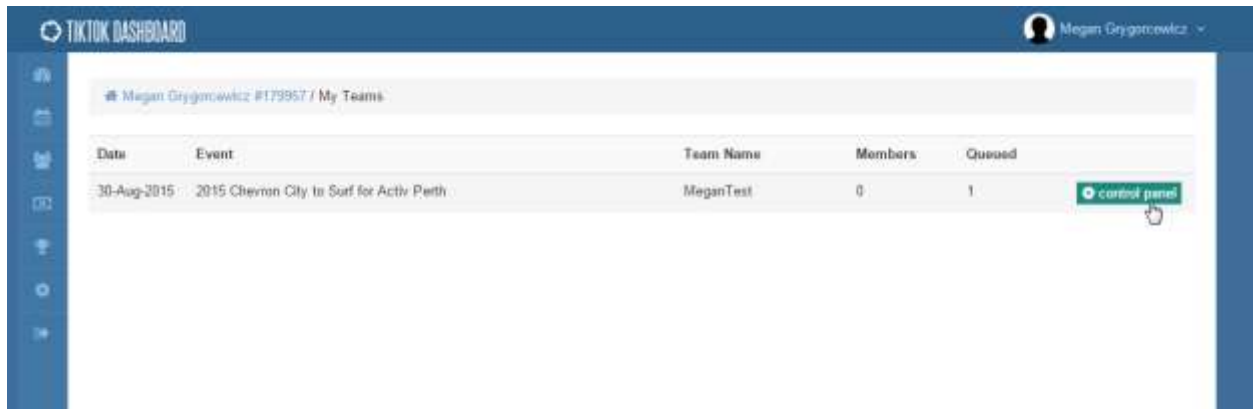 TIKTOK DASHBOARD
Megan Grygorcewicz
Megan Grygorcewicz #179957 / My Teams
Date Event Team Name Members Queued
30-Aug-2015 2015 Chevron City to Surf for Activ Perth MeganTest 0 1 control panel